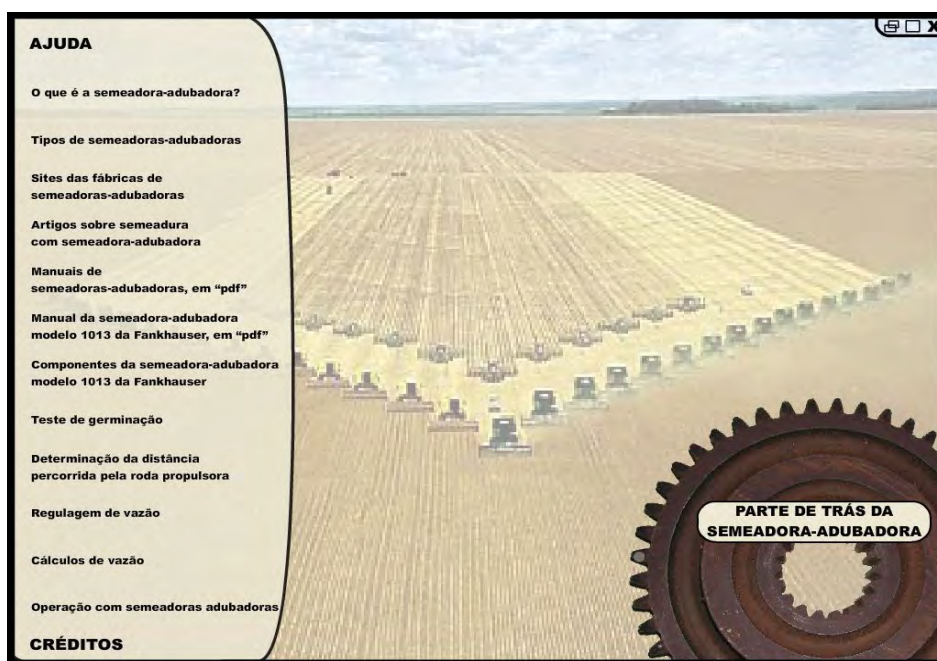 AJUDA
O que é a semeadora-adubadora?
Tipos de semeadoras-adubadoras
Sites das fábricas de
semeadoras-adubadoras
Artigos sobre semeadura
com semeadora-adubadora
Manuais de
semeadoras-adubadoras, em “pdf”
Manual da semeadora-adubadora
modelo 1013 da Fankhauser, em “pdf”
Componentes da semeadora-adubadora
modelo 1013 da Fankhauser
Teste de germinação
Determinação da distância
percorrida pela roda propulsora
Regulagem de vazão
Cálculos de vazão
Operação com semeadoras adubadoras
CRÉDITOS
PARTE DE TRÁS DA
SEMEADORA-ADUBADORA